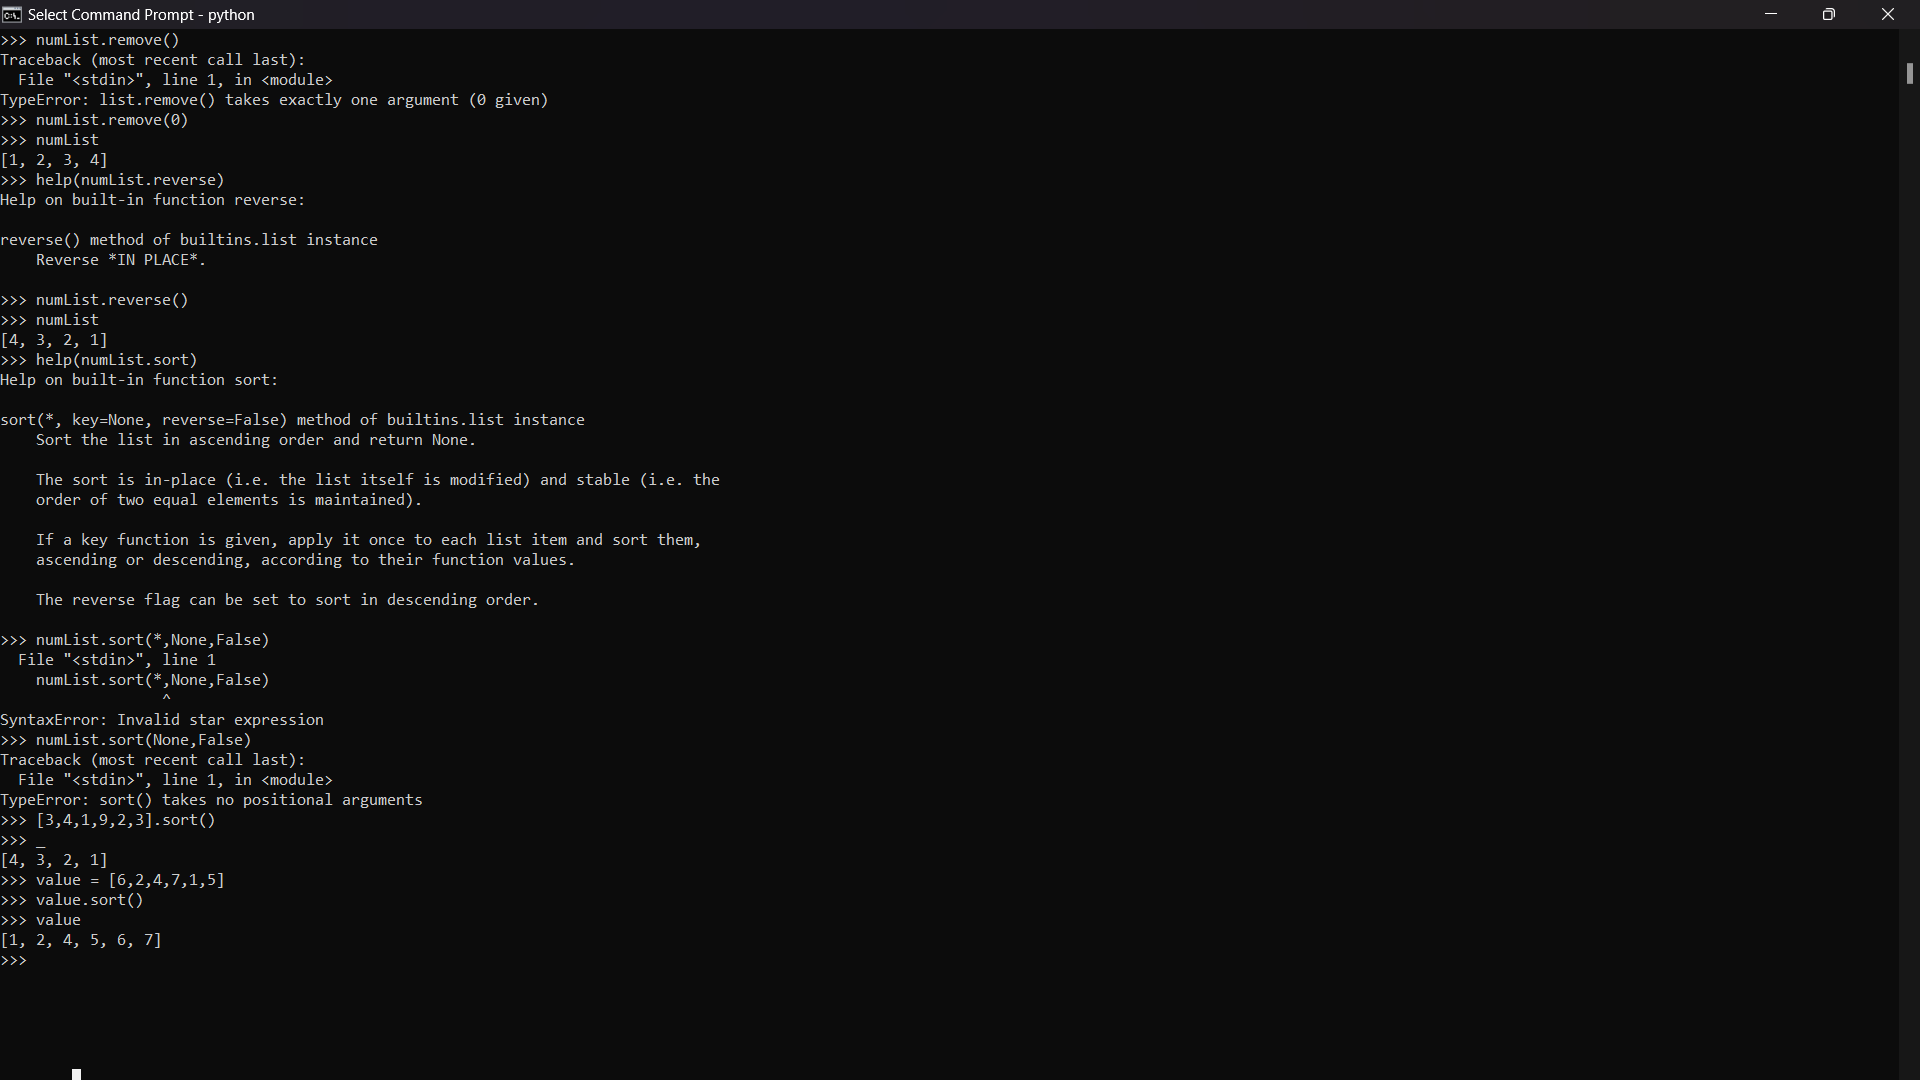 Select Command Prompt - python
>>> numList.remove()
Traceback (most recent call last):
  File "<stdin>", line 1, in <module>
TypeError: list.remove() takes exactly one argument (0 given)
>>> numList.remove(0)
>>> numList
[1, 2, 3, 4]
>>> help(numList.reverse)
Help on built-in function reverse:

reverse() method of builtins.list instance
    Reverse *IN PLACE*.

>>> numList.reverse()
>>> numList
[4, 3, 2, 1]
>>> help(numList.sort)
Help on built-in function sort:

sort(*, key=None, reverse=False) method of builtins.list instance
    Sort the list in ascending order and return None.

    The sort is in-place (i.e. the list itself is modified) and stable (i.e. the
    order of two equal elements is maintained).

    If a key function is given, apply it once to each list item and sort them,
    ascending or descending, according to their function values.

    The reverse flag can be set to sort in descending order.

>>> numList.sort(*,None,False)
  File "<stdin>", line 1
    numList.sort(*,None,False)
                  ^
SyntaxError: Invalid star expression
>>> numList.sort(None,False)
Traceback (most recent call last):
  File "<stdin>", line 1, in <module>
TypeError: sort() takes no positional arguments
>>> [3,4,1,9,2,3].sort()
>>> _
[4, 3, 2, 1]
>>> value = [6,2,4,7,1,5]
>>> value.sort()
>>> value
[1, 2, 4, 5, 6, 7]
>>>